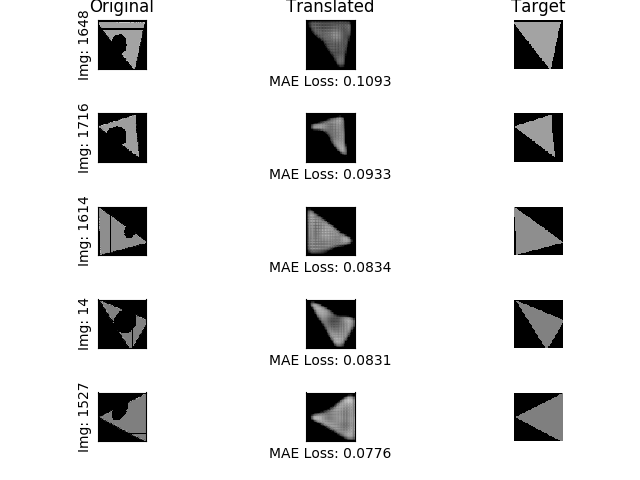 Original Translated Target
Img: 1648
MAE Loss: 0.1093
Img: 1716
MAE Loss: 0.0933
Img: 1614
MAE Loss: 0.0834
Img: 14
MAE Loss: 0.0831
Img: 1527
MAE Loss: 0.0776